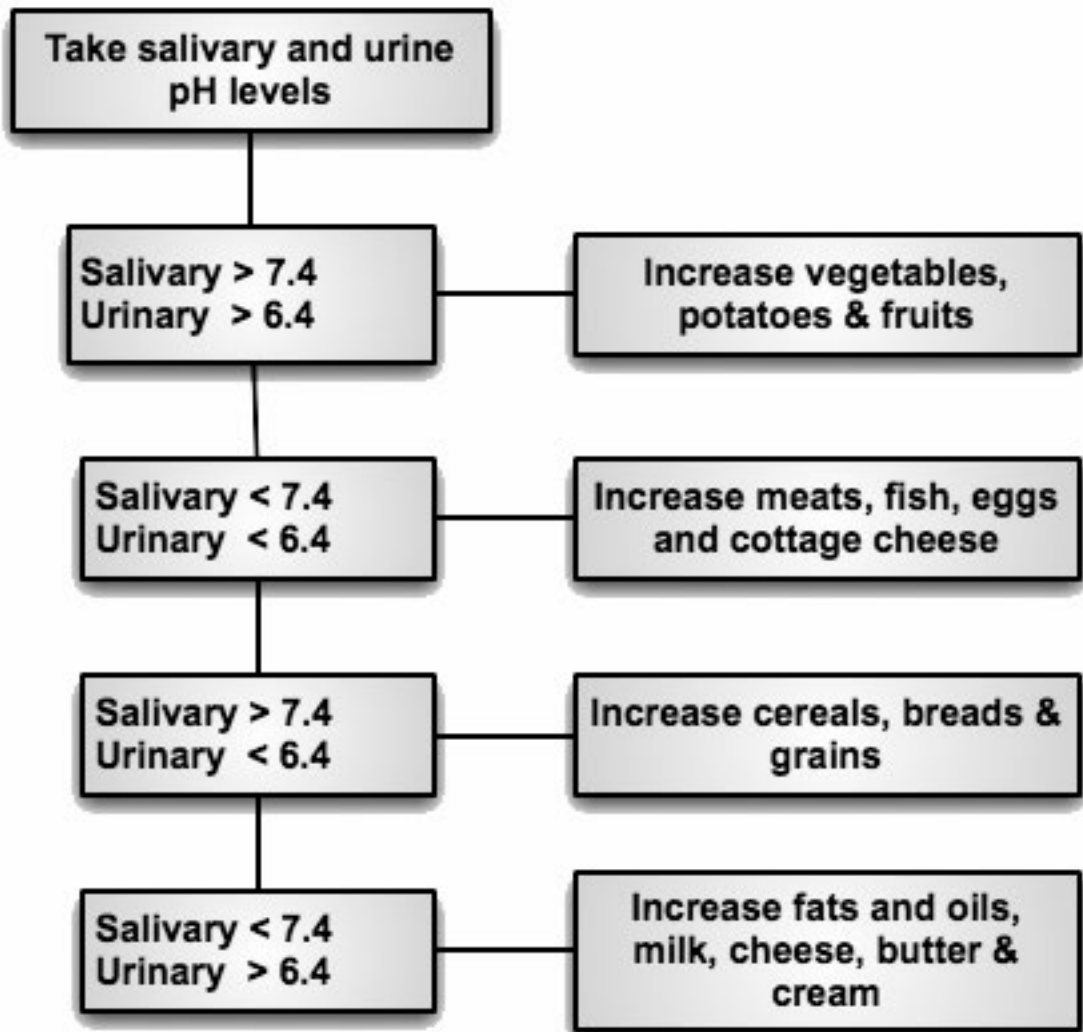 Take salivary and urine
pH levels
Salivary > 7.4
Urinary > 6.4
Increase vegetables,
potatoes & fruits
Salivary < 7.4
Urinary < 6.4
Increase meats, fish, eggs
and cottage cheese
Salivary > 7.4
Urinary < 6.4
Increase cereals, breads &
grains
Salivary < 7.4
Urinary > 6.4
Increase fats and oils,
milk, cheese, butter &
cream